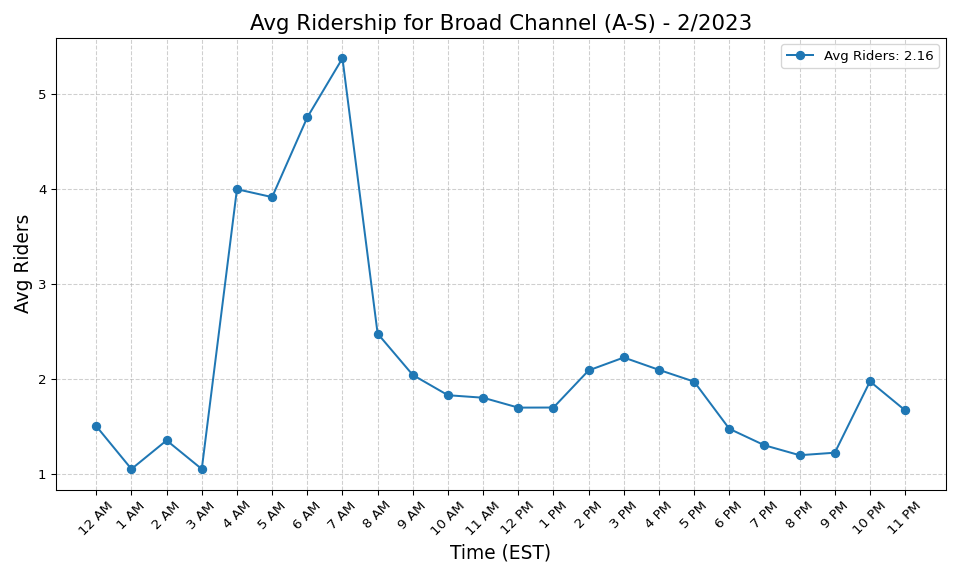 Avg Ridership for Broad Channel (A-S) - 2/2023
Avg Riders: 2.16
Avg Riders
5
4
3
2
1
12 AM
1 AM
2 AM
3 AM
4 AM
5 AM
6 AM
7 AM
8 AM
9 AM
10 AM
11 AM
12 PM
1 PM
2 PM
3 PM
4 PM
5 PM
6 PM
7 PM
8 PM
9 PM
10 PM
11 PM
Time (EST)